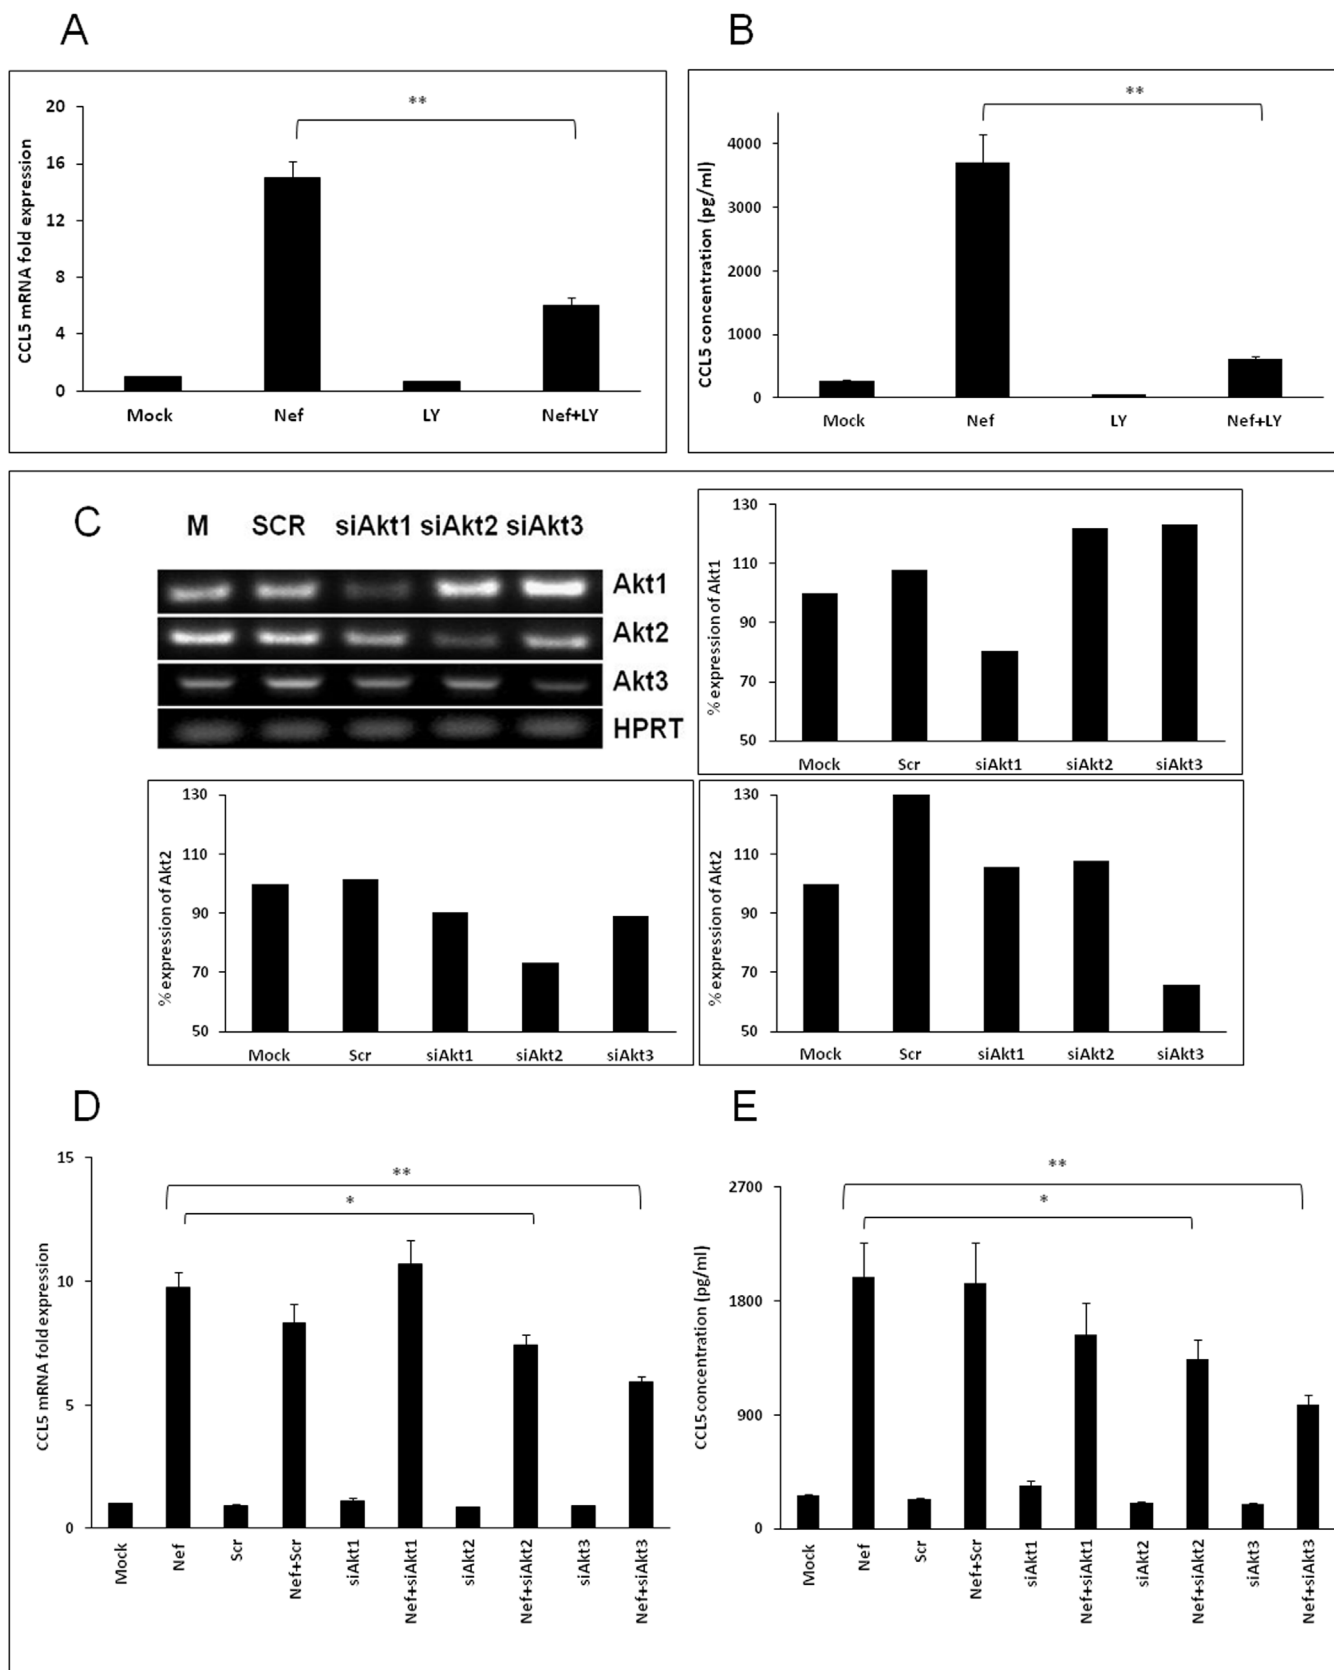 A
B
**
20
16
12
8
4
0
CCL5 mRNA fold expression
Mock Nef LY Nef+LY
**
4000
3000
2000
1000
0
CCL5 concentration (pg/ml)
Mock Nef LY Nef+LY
C
M SCR siAkt1 siAkt2 siAkt3
Akt1
Akt2
Akt3
HPRT
130
110
90
70
50
% expression of Akt1
Mock Scr siAkt1 siAkt2 siAkt3
130
110
90
70
50
% expression of Akt2
Mock Scr siAkt1 siAkt2 siAkt3
130
110
90
70
50
% expression of Akt2
Mock Scr siAkt1 siAkt2 siAkt3
D
15
10
5
0
CCL5 mRNA fold expression
**
*
Mock
Nef
Scr
Nef+Scr
siAkt1
Nef+siAkt1
siAkt2
Nef+siAkt2
siAkt3
Nef+siAkt3
E
2700
1800
900
0
CCL5 concentration (pg/ml)
**
*
Mock
Nef
Scr
Nef+Scr
siAkt1
Nef+siAkt1
siAkt2
Nef+siAkt2
siAkt3
Nef+siAkt3